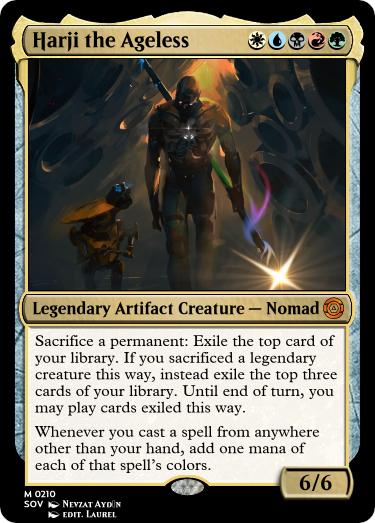 Harji the Ageless
Legendary Artifact Creature — Nomad
Sacrifice a permanent: Exile the top card of
your library. If you sacrificed a legendary
creature this way, instead exile the top three
cards of your library. Until end of turn, you
may play cards exiled this way.
Whenever you cast a spell from anywhere
other than your hand, add one mana of
each of that spell's colors.
6/6
M 0210
SOV Nevzat Aydın
edit. Laurel